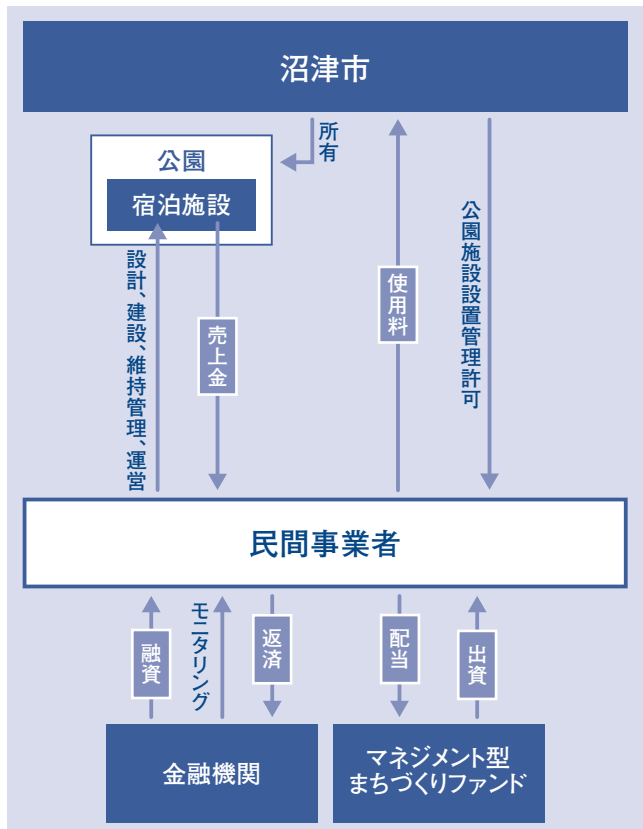 沼津市
所有
公園
宿泊施設
設計、建設、維持管理、運営
売上金
使用料
公園施設設置管理許可
民間事業者
融資
モニタリング
返済
配当
出資
金融機関
マネジメント型
まちづくりファンド